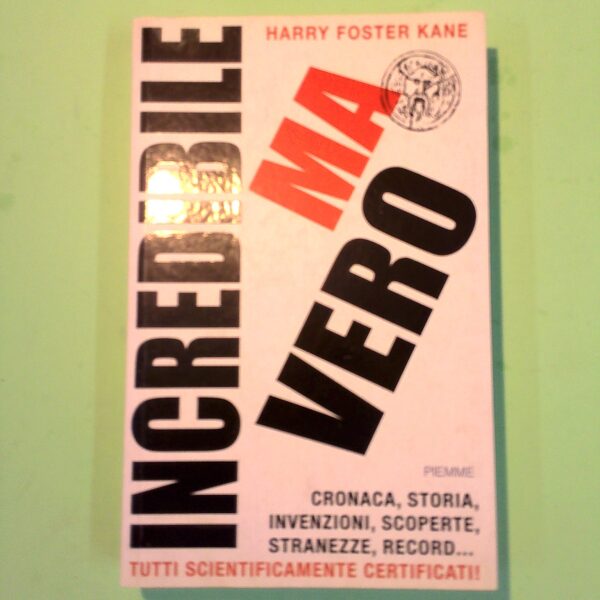 HARRY FOSTER KANE
INCREDIBILE
MA
VERO
PIEMME
CRONACA, STORIA,
INVENZIONI, SCOPERTE,
STRANEZZE, RECORD...
TUTTI SCIENTIFICAMENTE CERTIFICATI!